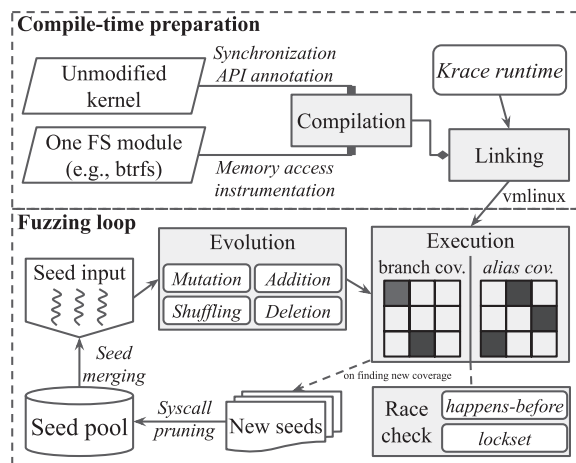 Compile-time preparation
Unmodified
kernel
Synchronization
API annotation
Krace runtime
Compilation
One FS module
(e.g., btrfs)
Memory access
instrumentation
Linking
vmlinux
Fuzzing loop
Seed input
Evolution
Mutation
Addition
Shuffling
Deletion
Execution
branch cov.
alias cov.
Seed
merging
on finding new coverage
Seed pool
Syscall
pruning
New seeds
Race
check
happens-before
lockset